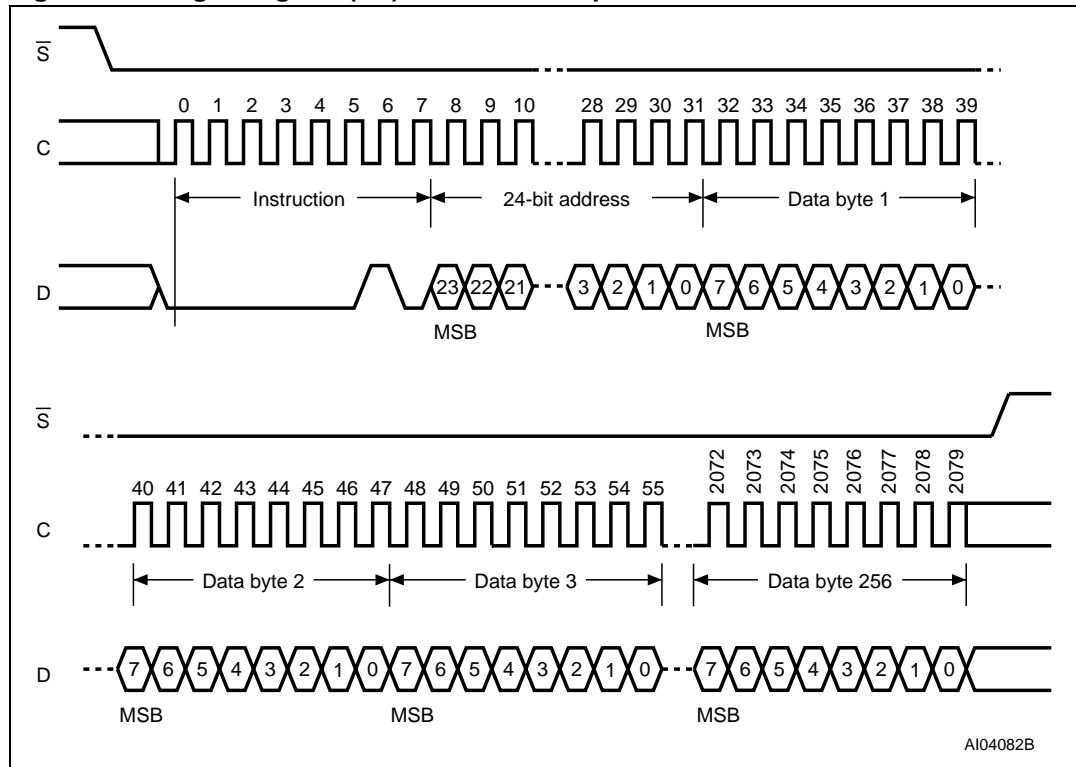 S
0 1 2 3 4 5 6 7 8 9 10 28 29 30 31 32 33 34 35 36 37 38 39
C
Instruction 24-bit address Data byte 1
D 23 22 21 3 2 1 0 7 6 5 4 3 2 1 0
MSB MSB
S
40 41 42 43 44 45 46 47 48 49 50 51 52 53 54 55 2072 2073 2074 2075 2076 2077 2078 2079
C
Data byte 2 Data byte 3 Data byte 256
D 7 6 5 4 3 2 1 0 7 6 5 4 3 2 1 0 7 6 5 4 3 2 1 0
MSB MSB MSB
AI04082B